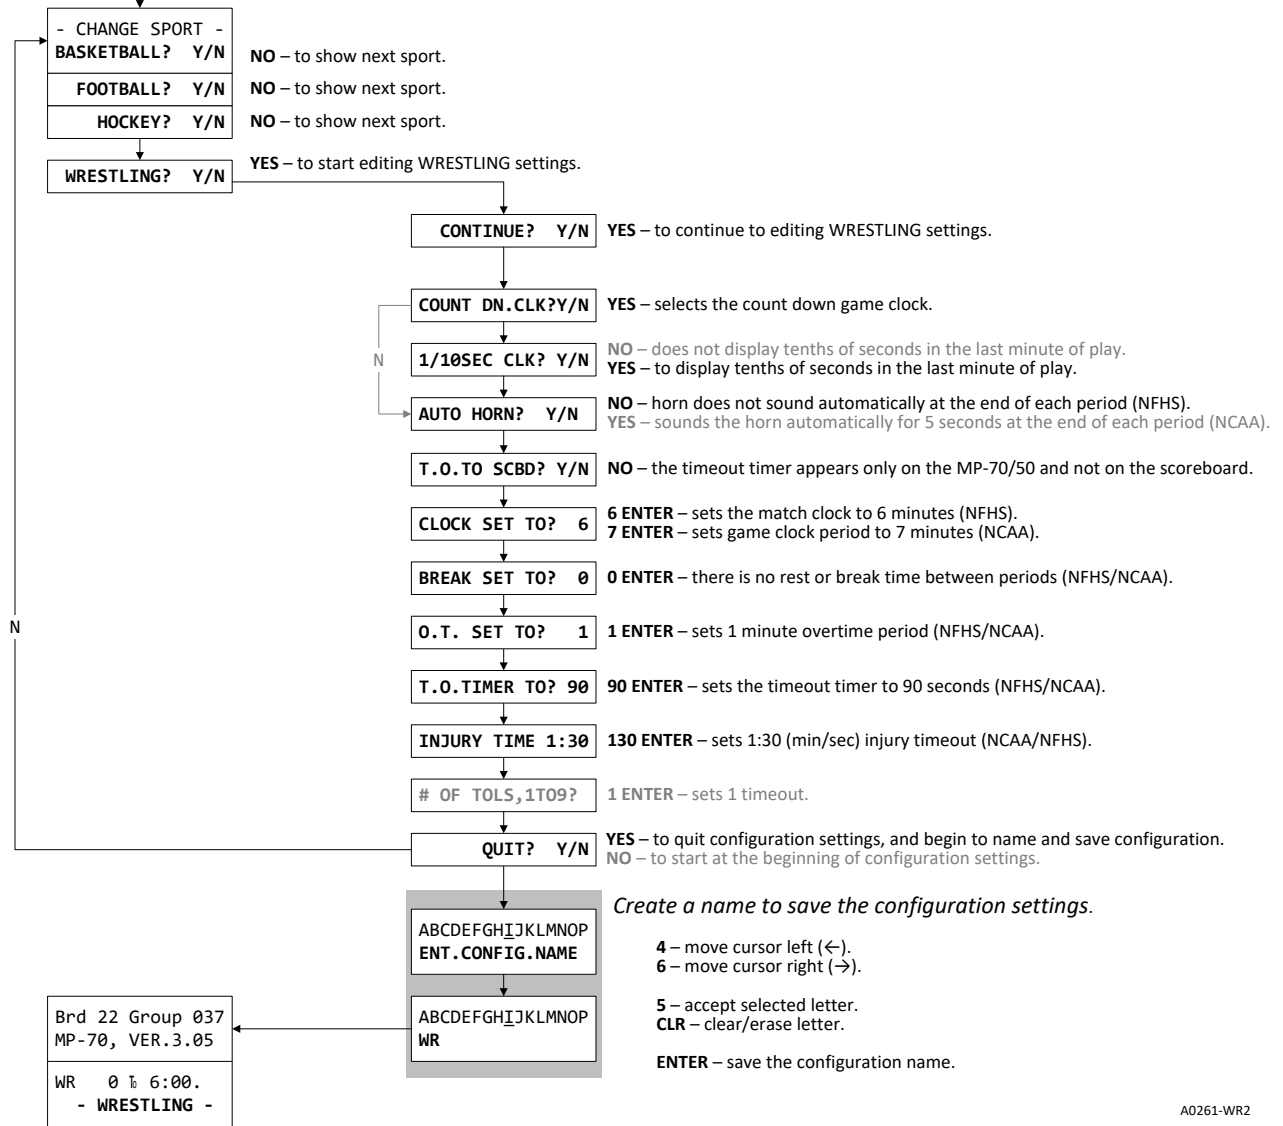 - CHANGE SPORT -
BASKETBALL? Y/N
NO – to show next sport.
FOOTBALL? Y/N
NO – to show next sport.
HOCKEY? Y/N
NO – to show next sport.
WRESTLING? Y/N
YES – to start editing WRESTLING settings.
CONTINUE? Y/N
YES – to continue to editing WRESTLING settings.
COUNT DN.CLK?Y/N
YES – selects the count down game clock.
N
1/10SEC CLK? Y/N
NO – does not display tenths of seconds in the last minute of play.
YES – to display tenths of seconds in the last minute of play.
AUTO HORN? Y/N
NO – horn does not sound automatically at the end of each period (NFHS).
YES – sounds the horn automatically for 5 seconds at the end of each period (NCAA).
T.O.TO SCBD? Y/N
NO – the timeout timer appears only on the MP-70/50 and not on the scoreboard.
CLOCK SET TO? 6
6 ENTER – sets the match clock to 6 minutes (NFHS).
7 ENTER – sets game clock period to 7 minutes (NCAA).
BREAK SET TO? 0
0 ENTER – there is no rest or break time between periods (NFHS/NCAA).
N
O.T. SET TO? 1
1 ENTER – sets 1 minute overtime period (NFHS/NCAA).
T.O.TIMER TO? 90
90 ENTER – sets the timeout timer to 90 seconds (NFHS/NCAA).
INJURY TIME 1:30
130 ENTER – sets 1:30 (min/sec) injury timeout (NCAA/NFHS).
# OF TOLS,1TO9?
1 ENTER – sets 1 timeout.
QUIT? Y/N
YES – to quit configuration settings, and begin to name and save configuration.
NO – to start at the beginning of configuration settings.
Create a name to save the configuration settings.
ABCDEFGHIJKLMNOP
ENT.CONFIG.NAME
4 – move cursor left (←).
6 – move cursor right (→).
5 – accept selected letter.
CLR – clear/erase letter.
ENTER – save the configuration name.
ABCDEFGHIJKLMNOP
WR
Brd 22 Group 037
MP-70, VER.3.05
WR 0 6:00.
- WRESTLING -
A0261-WR2